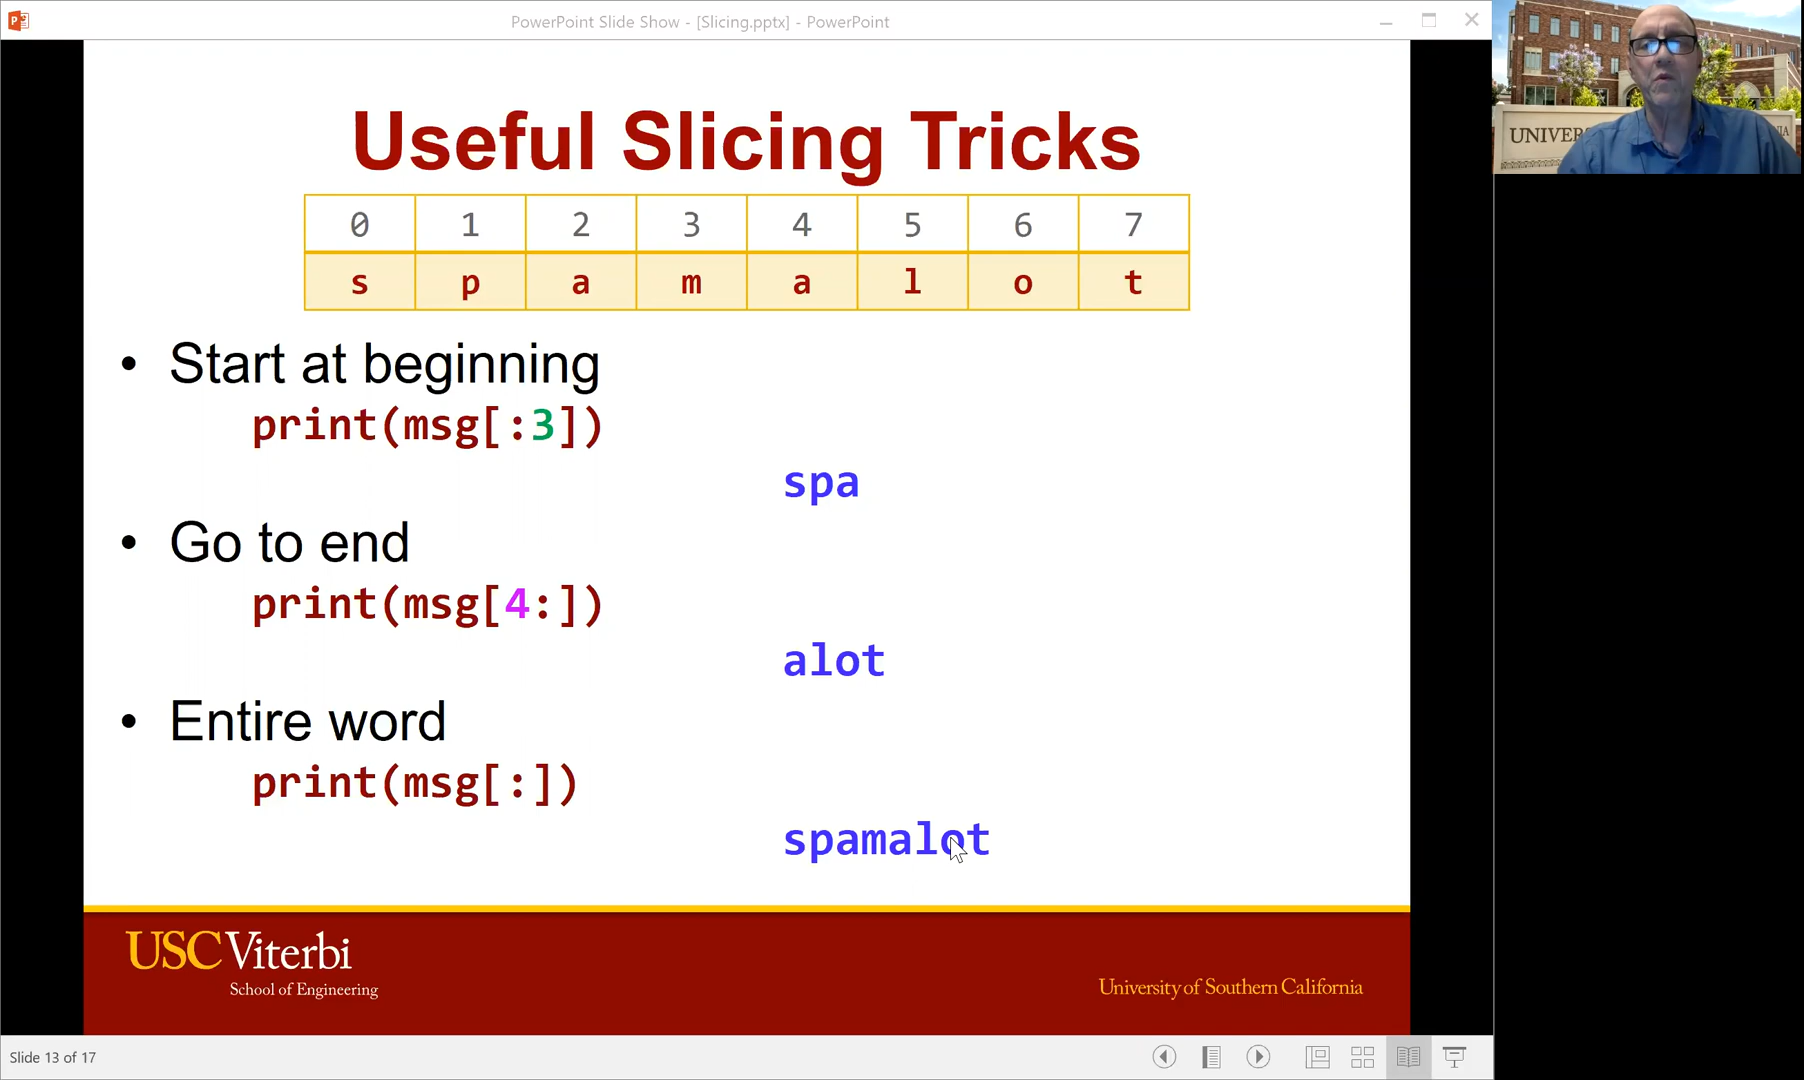 PowerPoint Slide Show - [Slicing.pptx] - PowerPoint
Useful Slicing Tricks
0 1 2 3 4 5 6 7
s p a m a l o t
• Start at beginning
print(msg[:3])
spa
• Go to end
print(msg[4:])
alot
• Entire word
print(msg[:])
spamalot
USC Viterbi
School of Engineering
University of Southern California
Slide 13 of 17